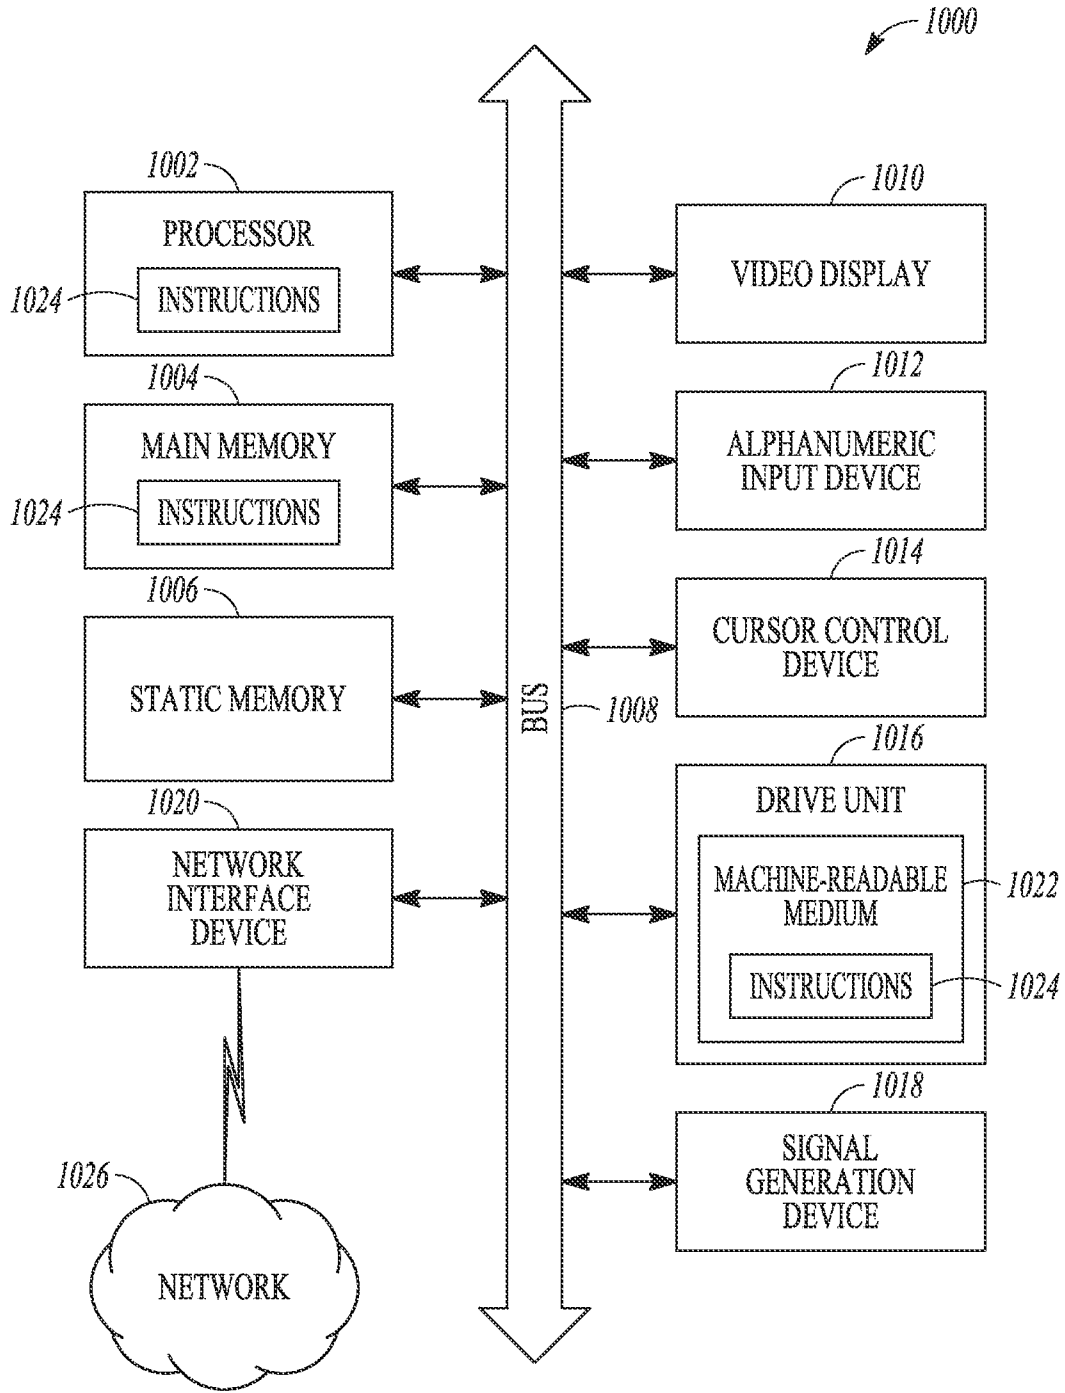 1000
1002
PROCESSOR
1024
INSTRUCTIONS
1004
MAIN MEMORY
1024
INSTRUCTIONS
1006
STATIC MEMORY
1020
NETWORK
INTERFACE
DEVICE
1026
NETWORK
BUS
1008
1010
VIDEO DISPLAY
1012
ALPHANUMERIC
INPUT DEVICE
1014
CURSOR CONTROL
DEVICE
1016
DRIVE UNIT
MACHINE-READABLE
MEDIUM
1022
INSTRUCTIONS
1024
1018
SIGNAL
GENERATION
DEVICE